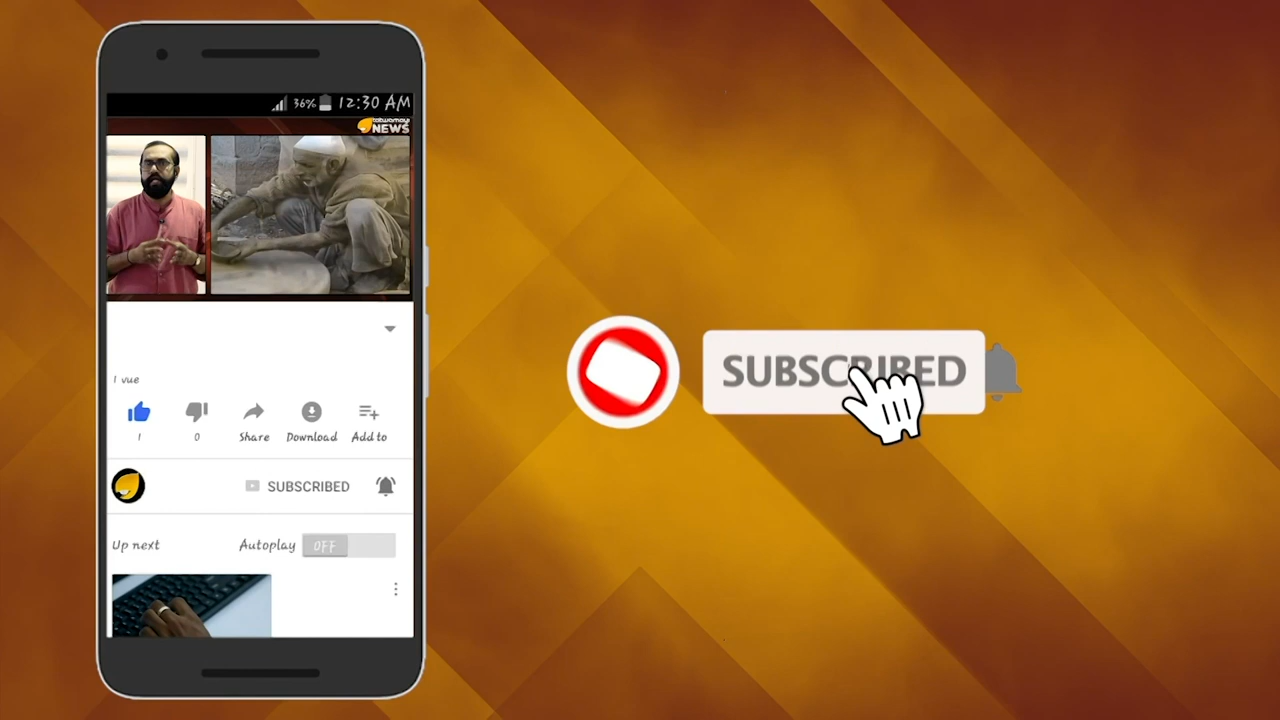 36% 12:30 AM
tatwamayi
NEWS
1 vue
1 0 Share Download Add to
SUBSCRIBED
Up next Autoplay OFF
SUBSCRIBED